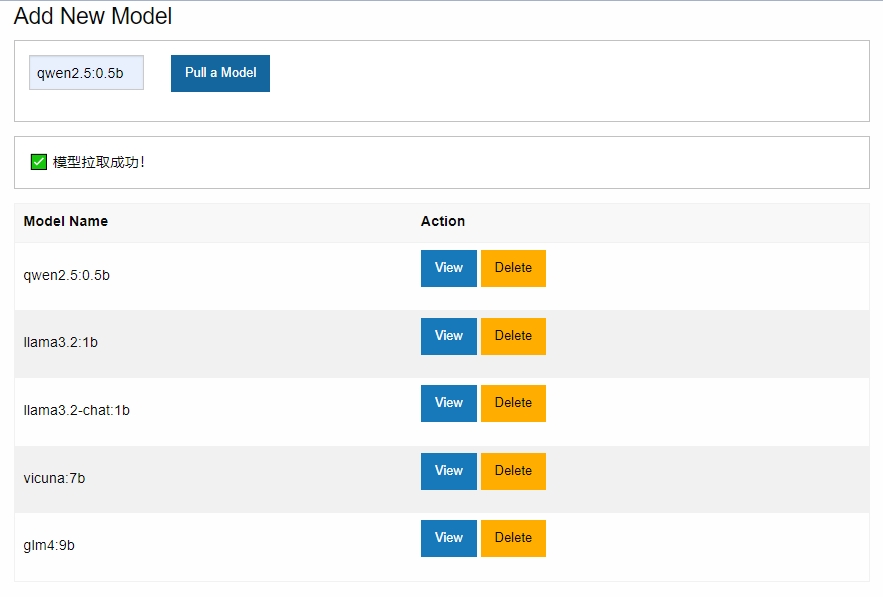 Add New Model
qwen2.5:0.5b Pull a Model
✅ 模型拉取成功!
Model Name Action
qwen2.5:0.5b View Delete
llama3.2:1b View Delete
llama3.2-chat:1b View Delete
vicuna:7b View Delete
glm4:9b View Delete